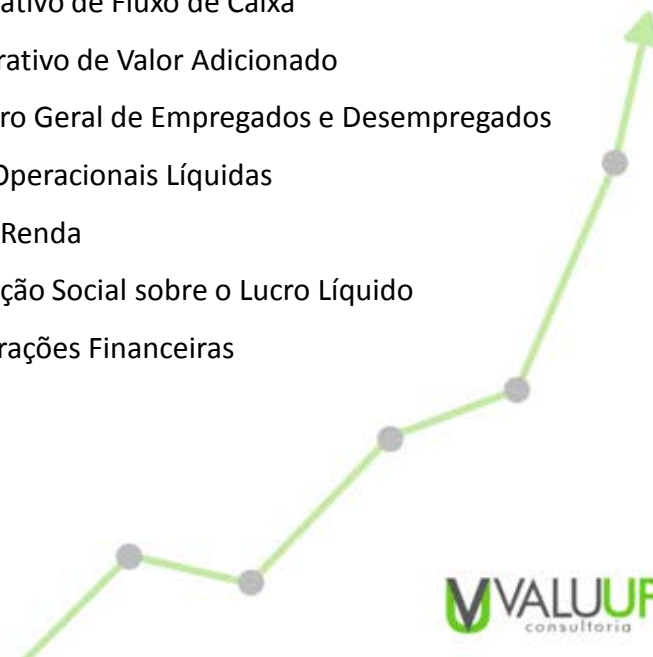 ativo de Fluxo de Caixa
rativo de Valor Adicionado
ro Geral de Empregados e Desempregados
Operacionais Líquidas
Renda
ção Social sobre o Lucro Líquido
rações Financeiras
VALUUP
consultoria